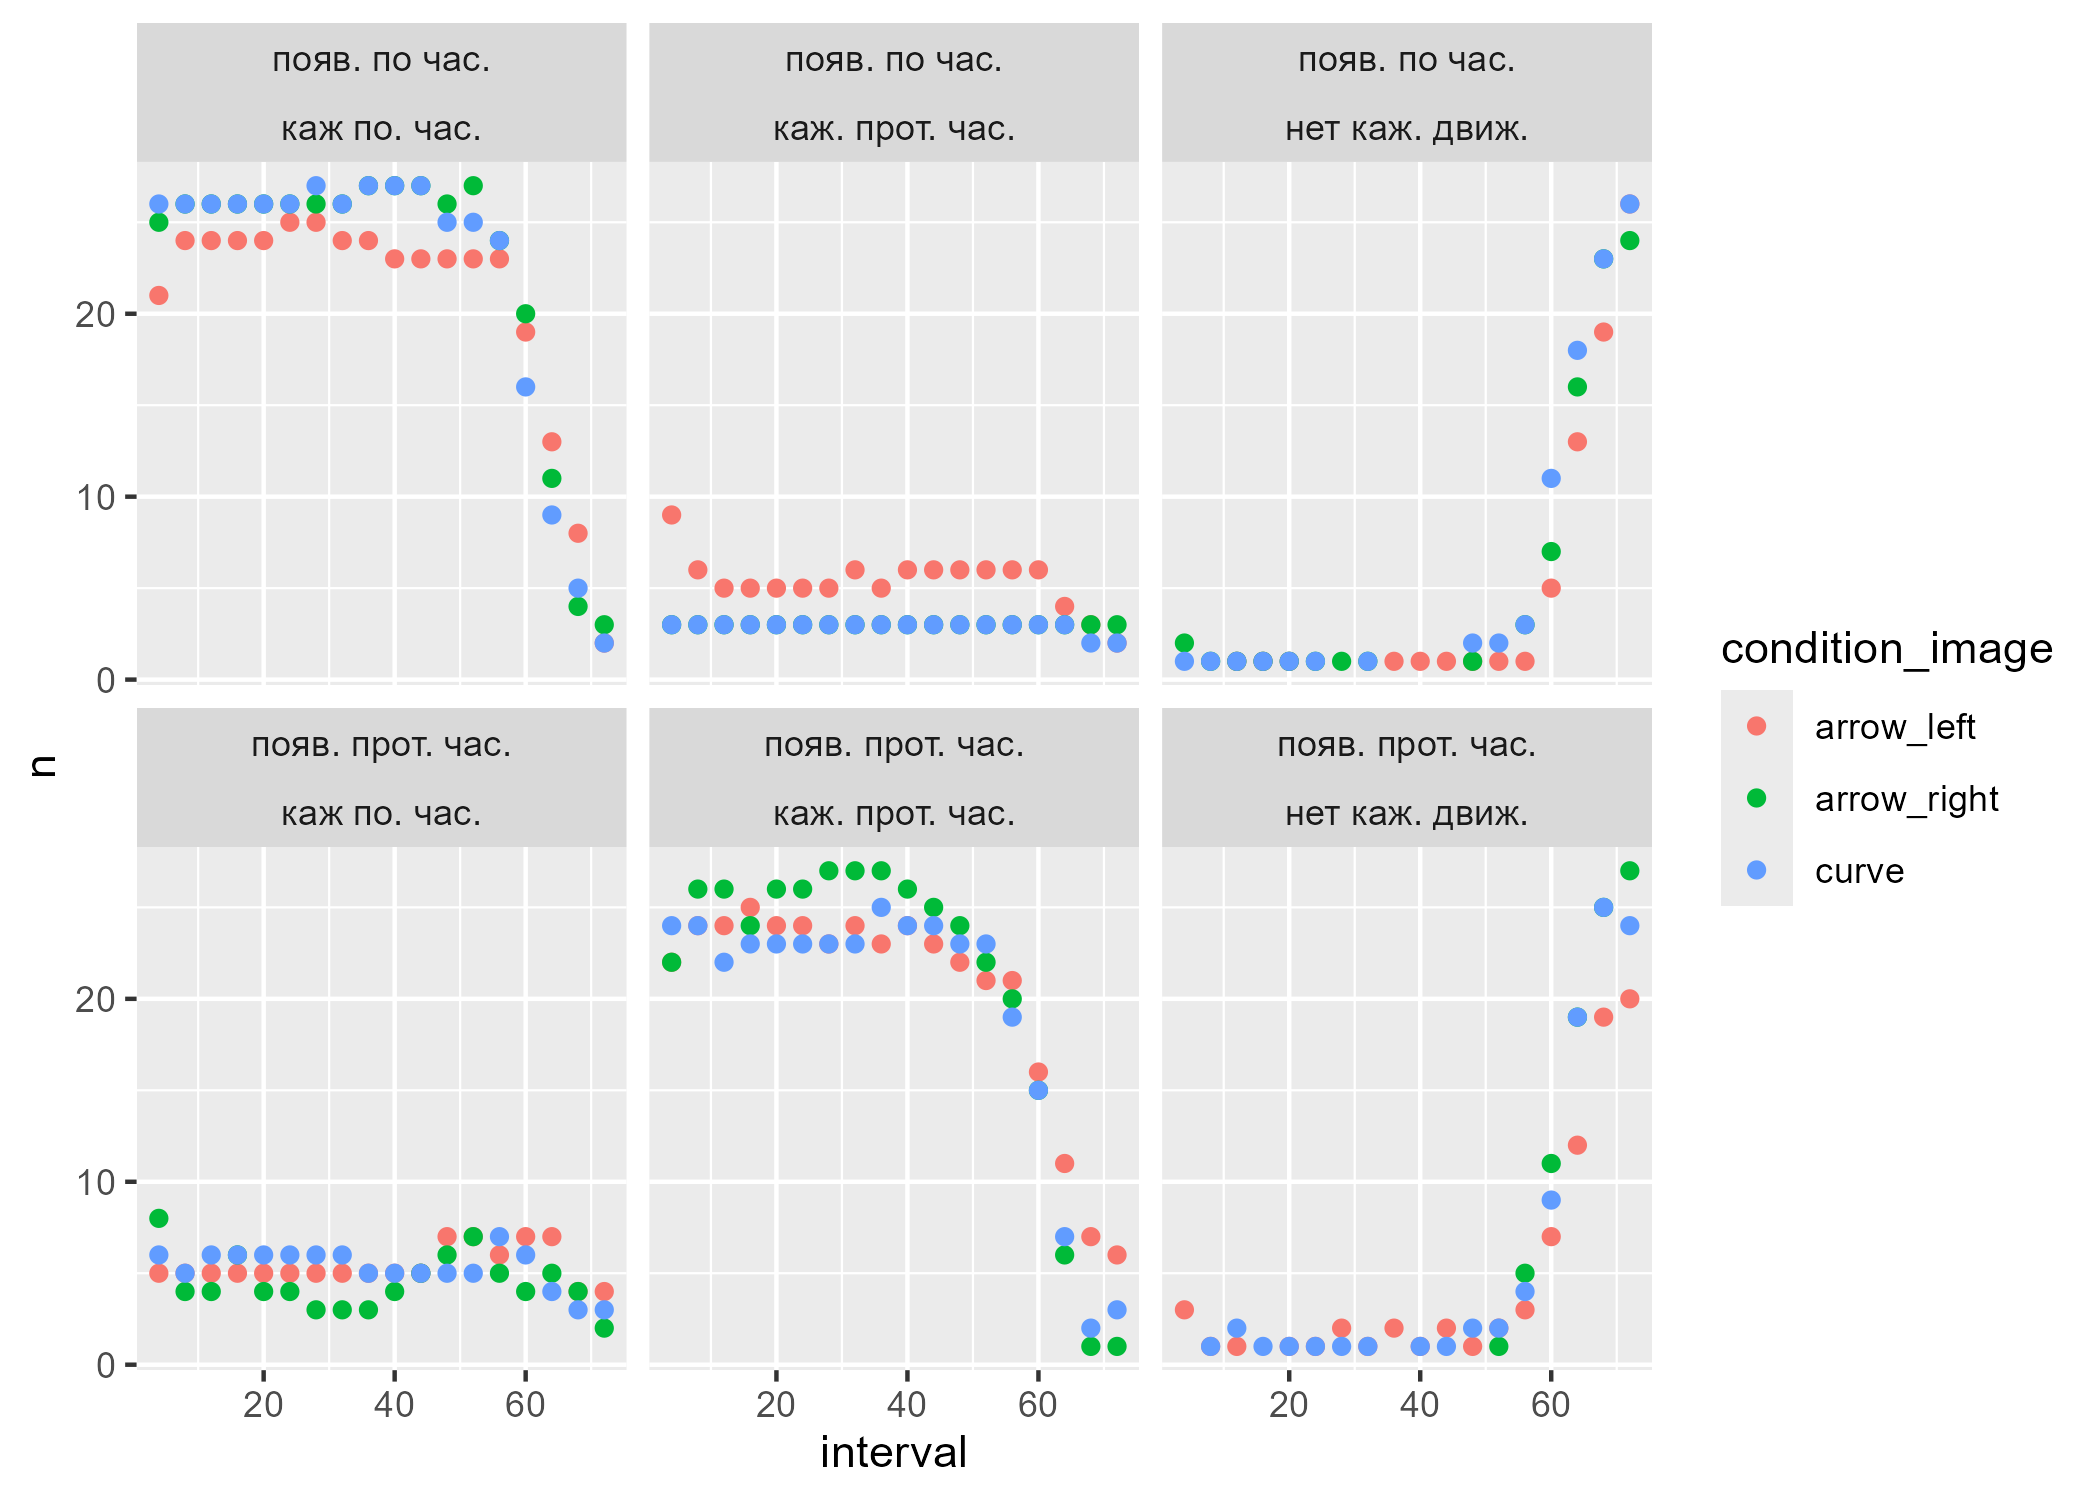 появ. по час.
каж по. час.
появ. по час.
каж. прот. час.
появ. по час.
нет каж. движ.
20
10
0
появ. прот. час.
каж по. час.
появ. прот. час.
каж. прот. час.
появ. прот. час.
нет каж. движ.
20
10
0
n
20 40 60
20 40 60
20 40 60
interval
condition_image
arrow_left
arrow_right
curve